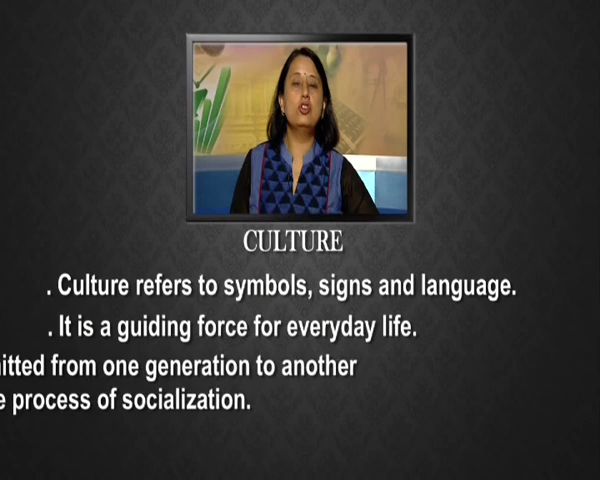 CULTURE
. Culture refers to symbols, signs and language.
. It is a guiding force for everyday life.
itted from one generation to another
e process of socialization.